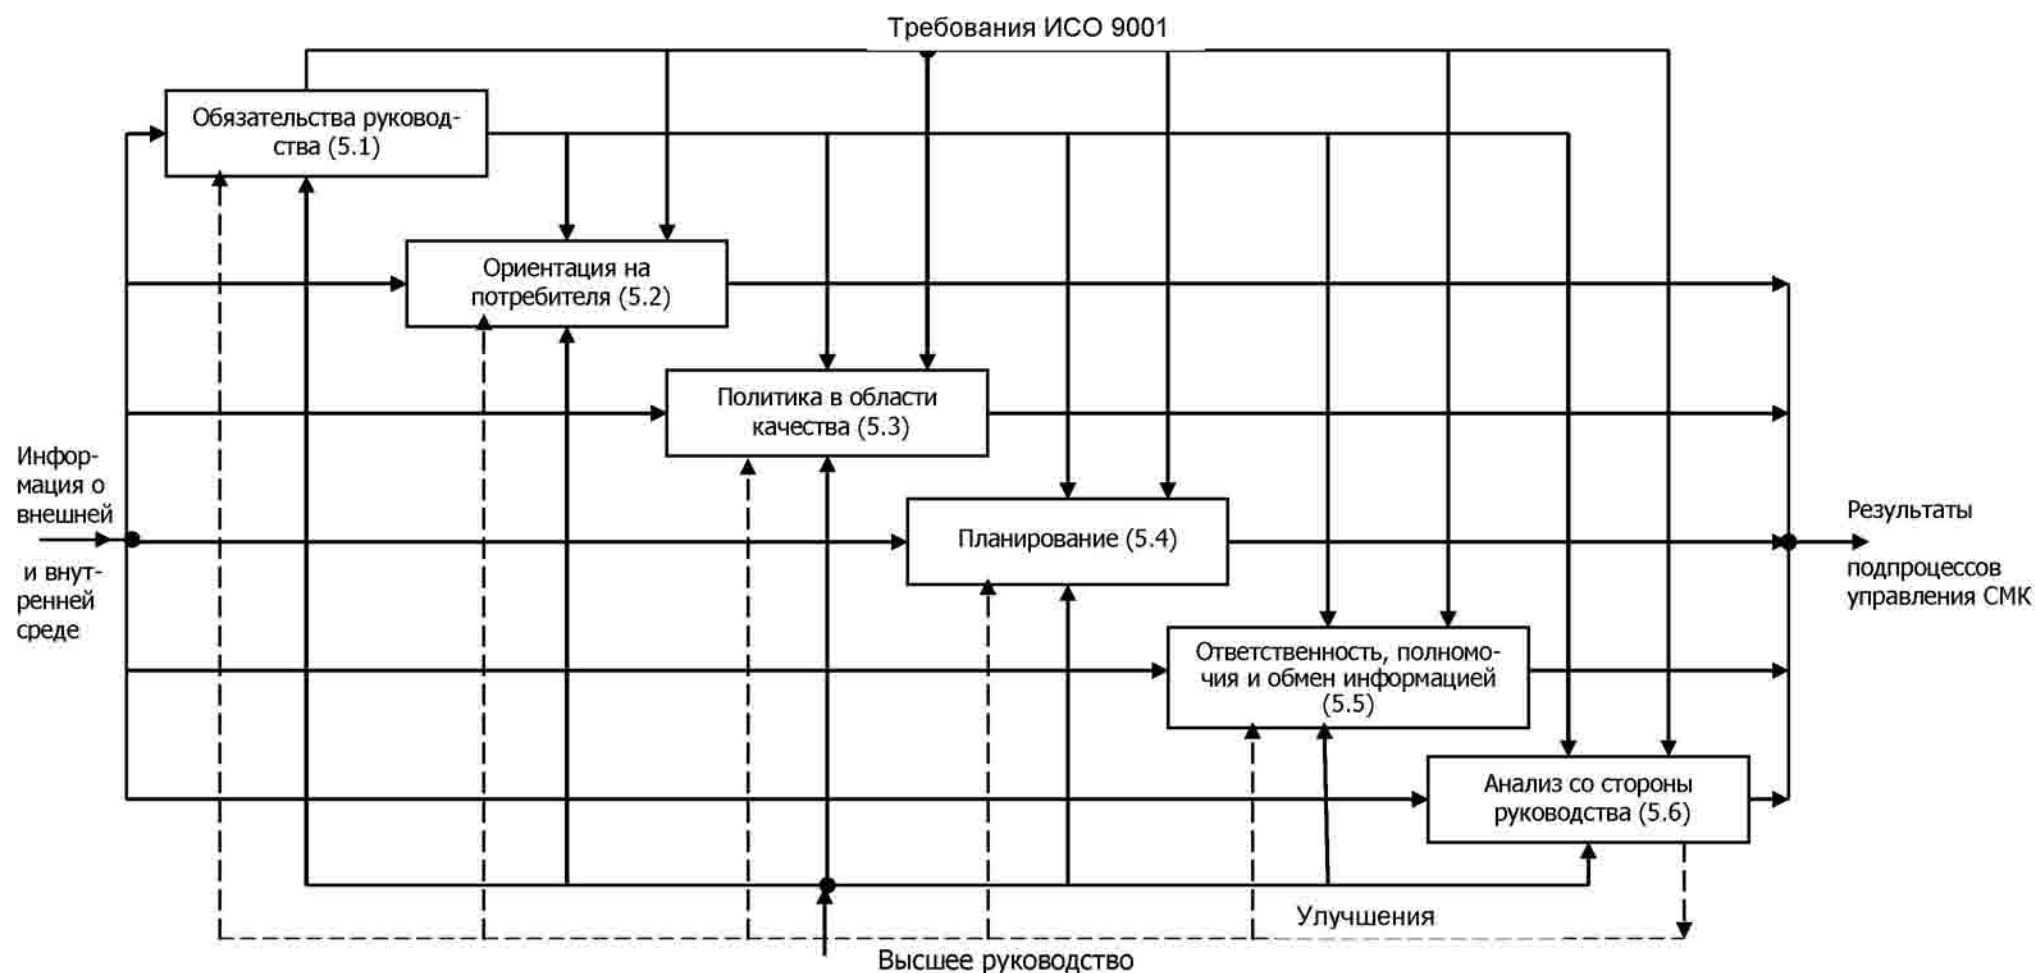 Требования ИСО 9001
Обязательства руковод-
ства (5.1)
Ориентация на
потребителя (5.2)
Политика в области
качества (5.3)
Инфор-
мация о
внешней
и внут-
ренней
среде
Планирование (5.4)
Результаты
подпроцессов
управления СМК
Ответственность, полномо-
чия и обмен информацией
(5.5)
Анализ со стороны
руководства (5.6)
Улучшения
Высшее руководство